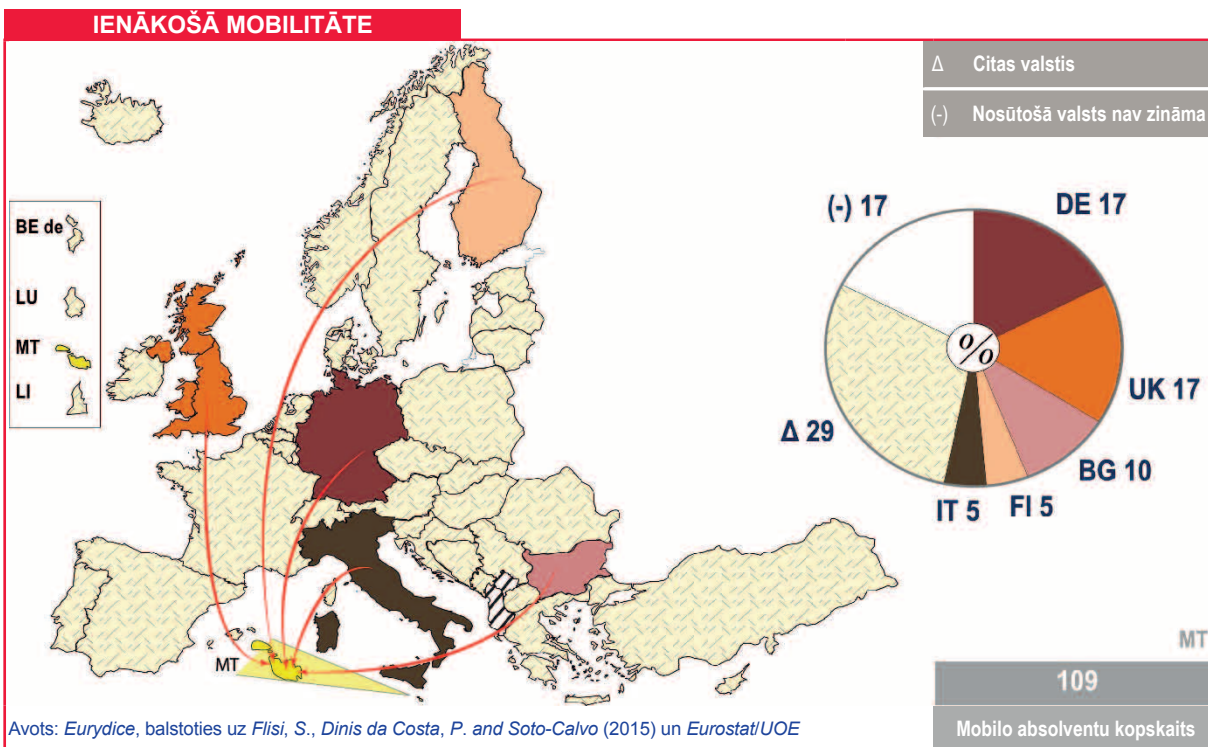 IENĀKOŠĀ MOBILITĀTE
Δ Citas valstis
(-) Nosūtošā valsts nav zināma
BE de
LU
MT
LI
MT
(-) 17
DE 17
UK 17
BG 10
FI 5
IT 5
Δ 29
%
MT
109
Mobilo absolventu kopskaits
Avots: Eurydice, balstoties uz Flisi, S., Dinis da Costa, P. and Soto-Calvo (2015) un Eurostat/UOE